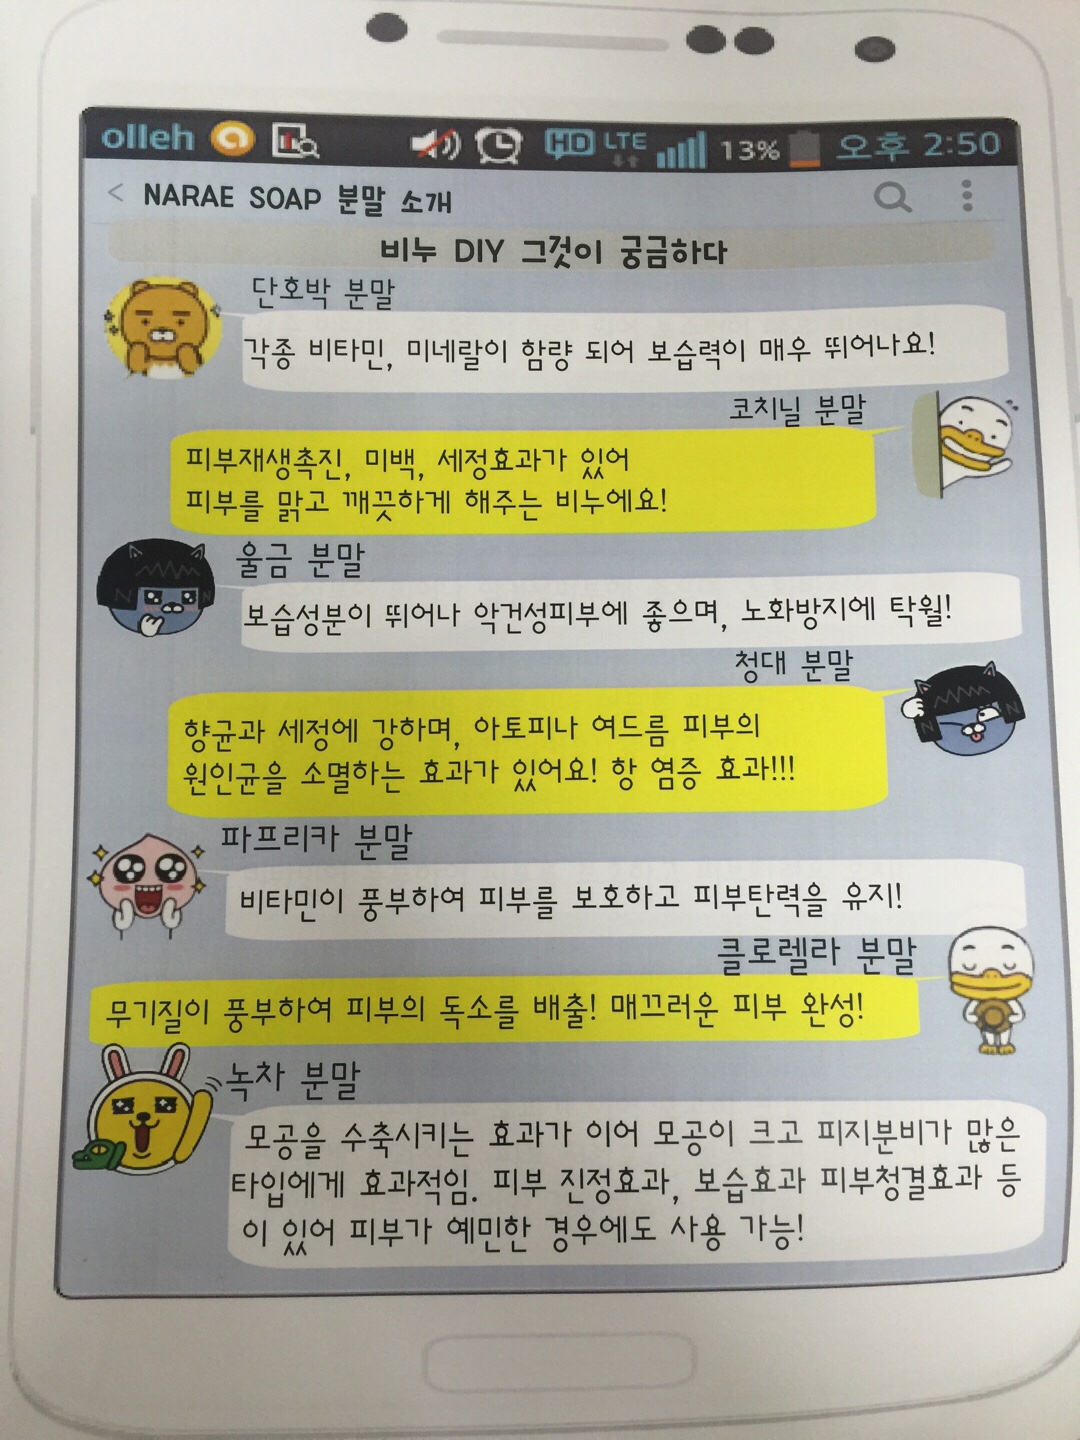 olleh HD LTE 13% 오후 2:50
< NARAE SOAP 분말 소개
비누 DIY 그것이 궁금하다
단호박 분말
각종 비타민, 미네랄이 함량 되어 보습력이 매우 뛰어나요!
코치닐 분말
피부재생촉진, 미백, 세정효과가 있어
피부를 맑고 깨끗하게 해주는 비누에요!
울금 분말
보습성분이 뛰어나 악건성피부에 좋으며, 노화방지에 탁월!
청대 분말
향균과 세정에 강하며, 아토피나 여드름 피부의
원인균을 소멸하는 효과가 있어요! 항 염증 효과!!!
파프리카 분말
비타민이 풍부하여 피부를 보호하고 피부탄력을 유지!
클로렐라 분말
무기질이 풍부하여 피부의 독소를 배출! 매끄러운 피부 완성!
녹차 분말
모공을 수축시키는 효과가 이어 모공이 크고 피지분비가 많은
타입에게 효과적임. 피부 진정효과, 보습효과 피부청결효과 등
이 있어 피부가 예민한 경우에도 사용 가능!